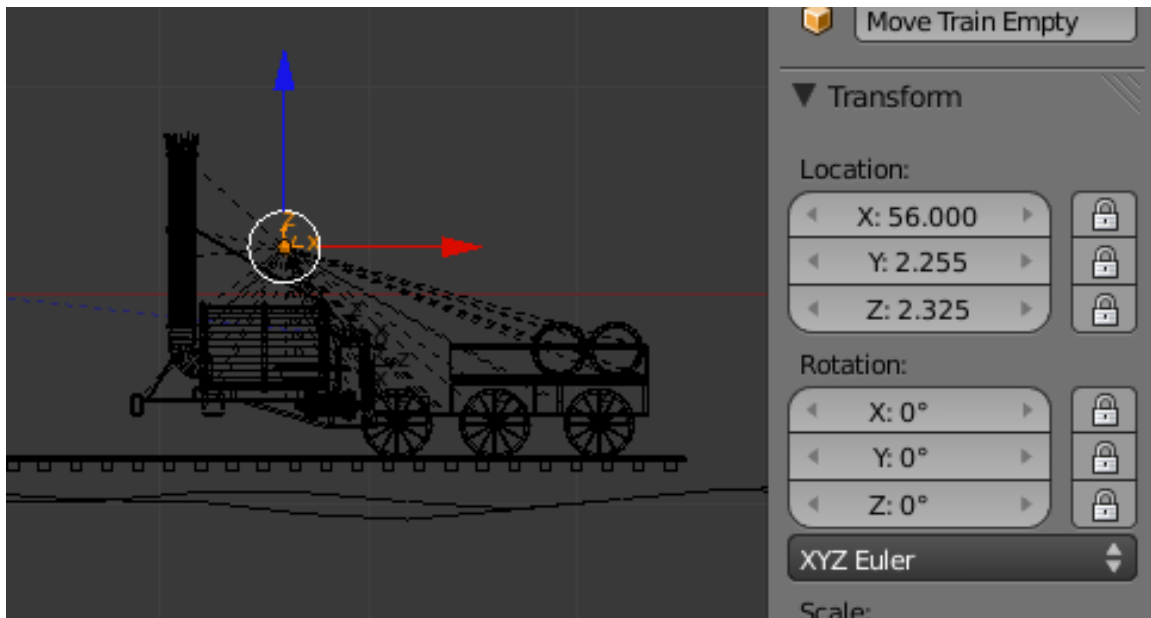 Move Train Empty
Transform
Location:
X: 56.000
Y: 2.255
Z: 2.325
Rotation:
X: 0°
Y: 0°
Z: 0°
XYZ Euler
Scale:
Z
X
Z